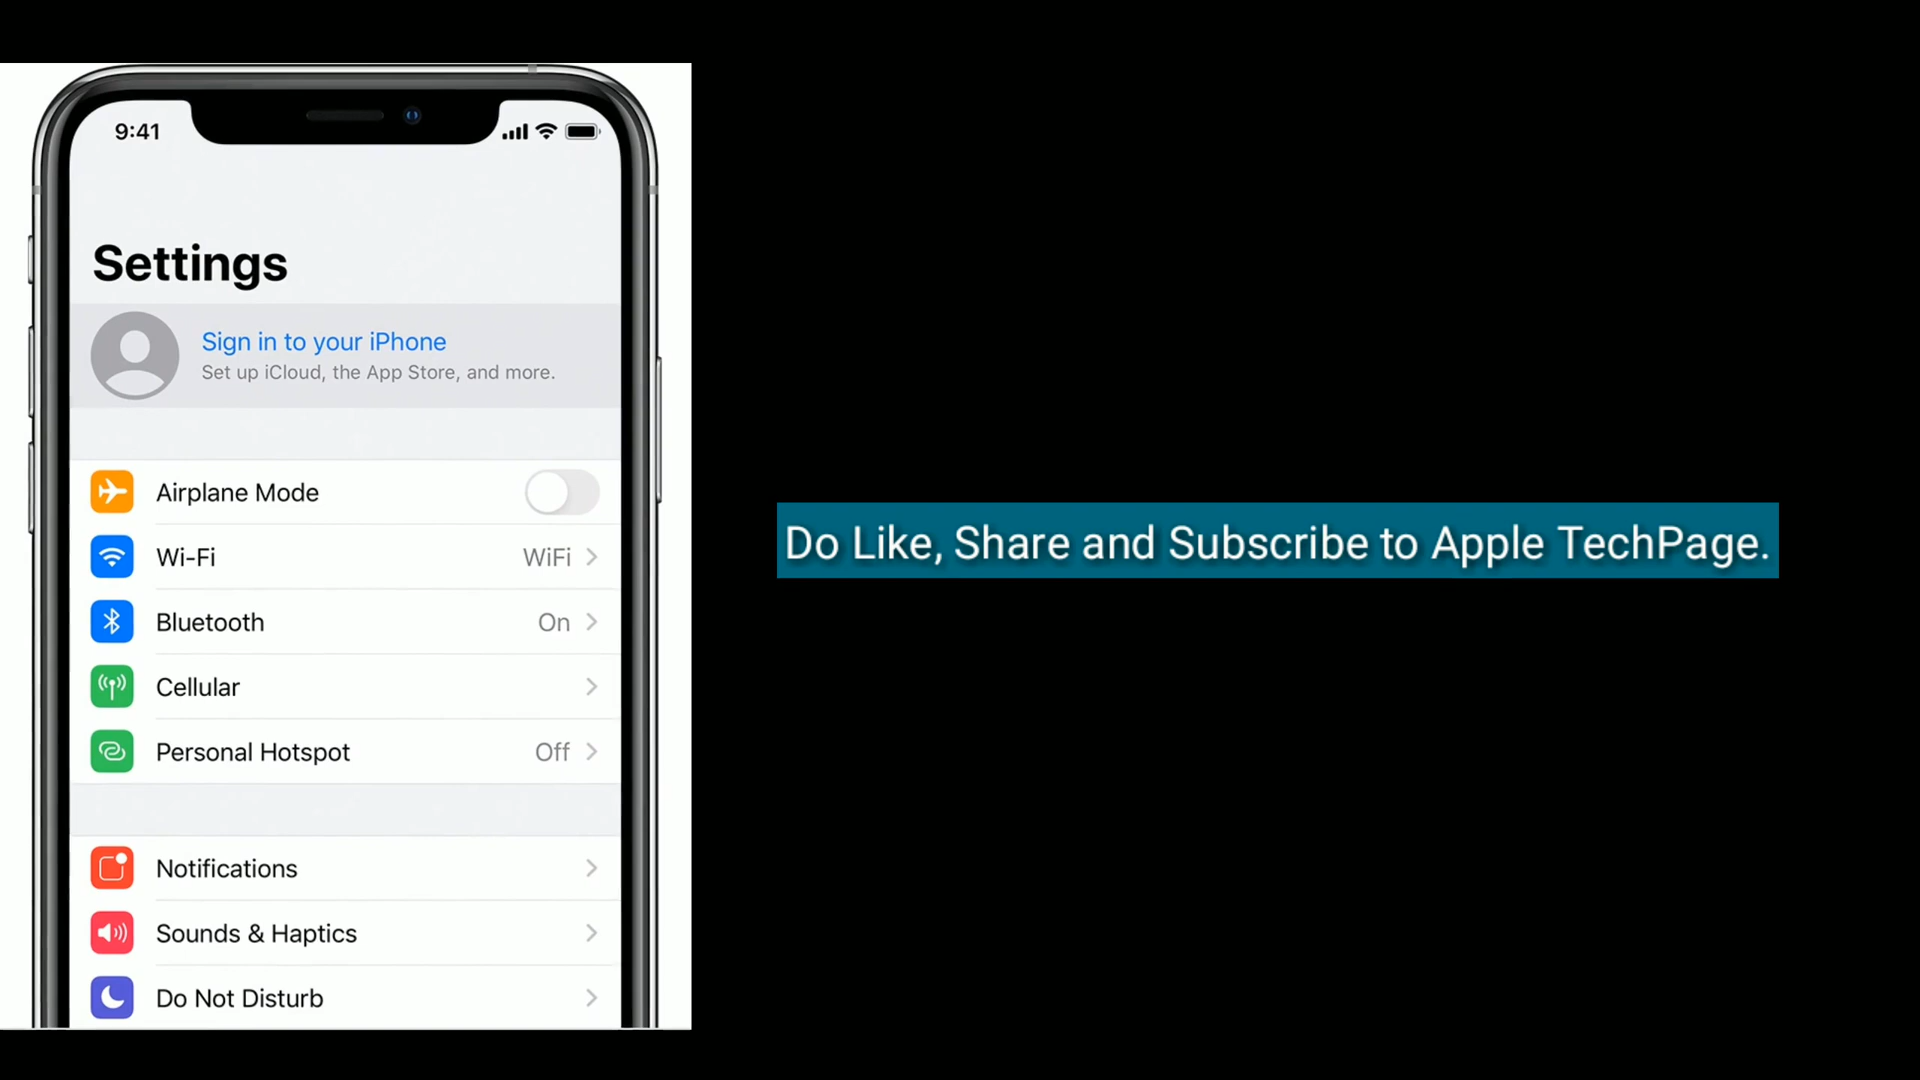 9:41
Settings
Sign in to your iPhone
Set up iCloud, the App Store, and more.
Airplane Mode
Wi-Fi WiFi
Bluetooth On
Cellular
Personal Hotspot Off
Notifications
Sounds & Haptics
Do Not Disturb
Do Like, Share and Subscribe to Apple TechPage.